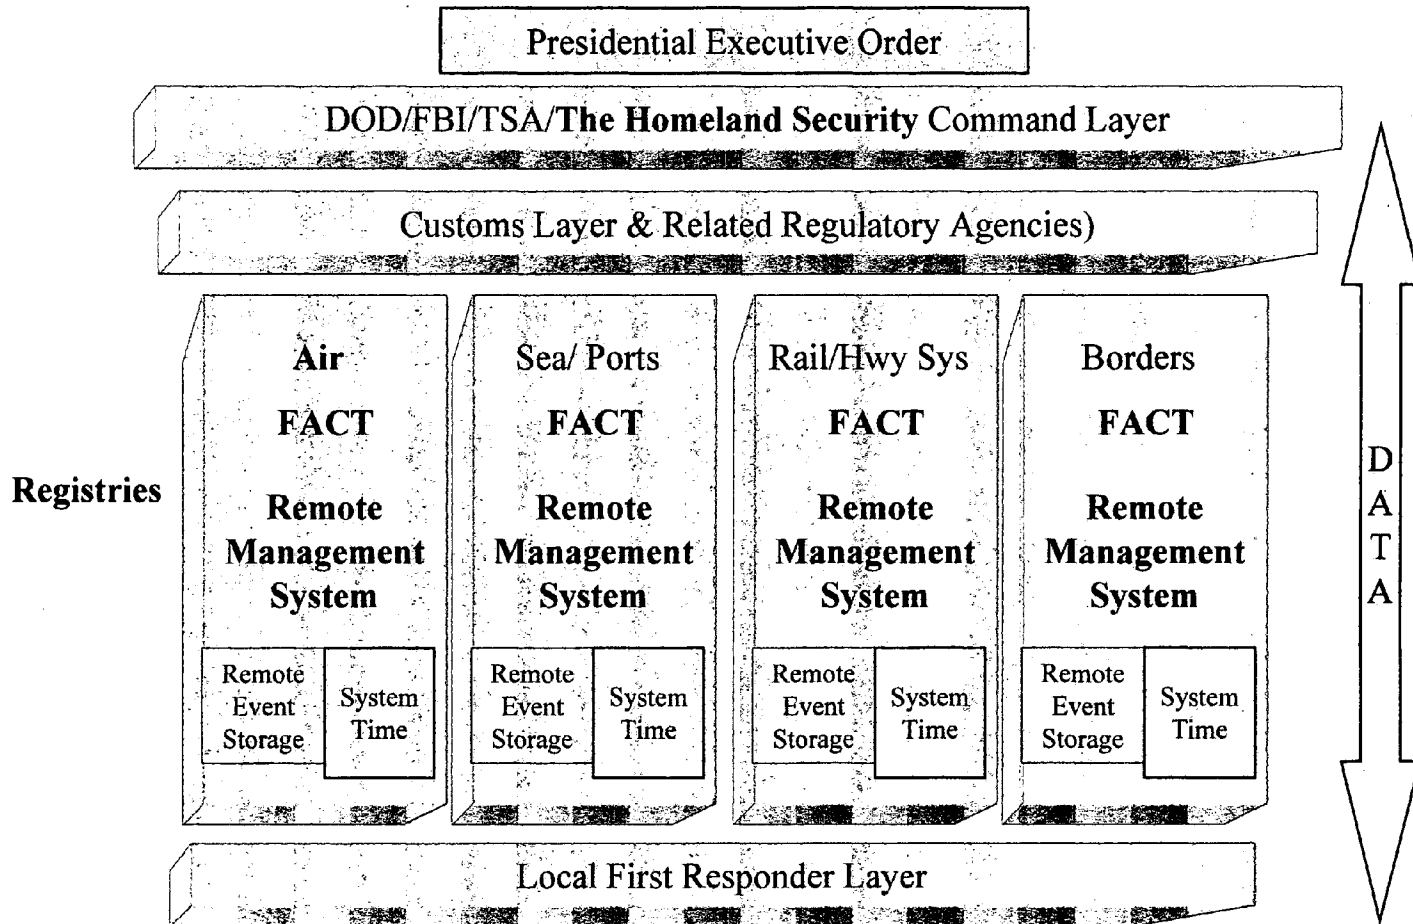 Presidential Executive Order
DOD/FBI/TSA/The Homeland Security Command Layer
Customs Layer & Related Regulatory Agencies)
Registries
Air
FACT
Remote
Management
System
Remote
Event
Storage
System
Time
Sea/ Ports
FACT
Remote
Management
System
Remote
Event
Storage
System
Time
Rail/Hwy Sys
FACT
Remote
Management
System
Remote
Event
Storage
System
Time
Borders
FACT
Remote
Management
System
Remote
Event
Storage
System
Time
D
A
T
A
Local First Responder Layer